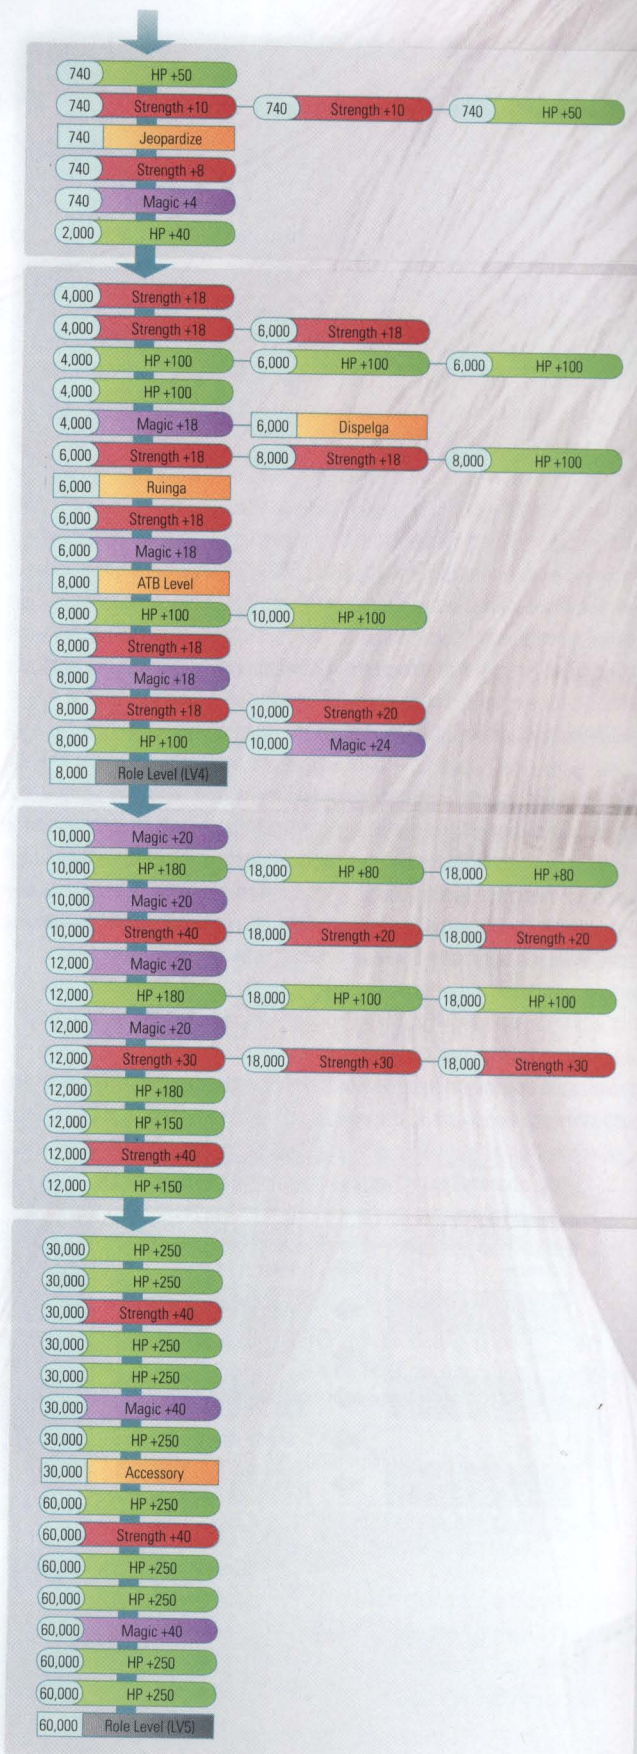 740 HP +50
740 Strength +10 740 Strength +10 740 HP +50
740 Jeopardize
740 Strength +8
740 Magic +4
2,000 HP +40
4,000 Strength +18
4,000 Strength +18 6,000 Strength +18
4,000 HP +100 6,000 HP +100 6,000 HP +100
4,000 HP +100
4,000 Magic +18 6,000 Dispelga
6,000 Strength +18 8,000 Strength +18 8,000 HP +100
6,000 Ruinga
6,000 Strength +18
6,000 Magic +18
8,000 ATB Level
8,000 HP +100 10,000 HP +100
8,000 Strength +18
8,000 Magic +18
8,000 Strength +18 10,000 Strength +20
8,000 HP +100 10,000 Magic +24
8,000 Role Level (LV4)
10,000 Magic +20
10,000 HP +180 18,000 HP +80 18,000 HP +80
10,000 Magic +20
10,000 Strength +40 18,000 Strength +20 18,000 Strength +20
12,000 Magic +20
12,000 HP +180 18,000 HP +100 18,000 HP +100
12,000 Magic +20
12,000 Strength +30 18,000 Strength +30 18,000 Strength +30
12,000 HP +180
12,000 HP +150
12,000 Strength +40
12,000 HP +150
30,000 HP +250
30,000 HP +250
30,000 Strength +40
30,000 HP +250
30,000 HP +250
30,000 Magic +40
30,000 HP +250
30,000 Accessory
60,000 HP +250
60,000 Strength +40
60,000 HP +250
60,000 HP +250
60,000 Magic +40
60,000 HP +250
60,000 HP +250
60,000 Role Level (LV5)